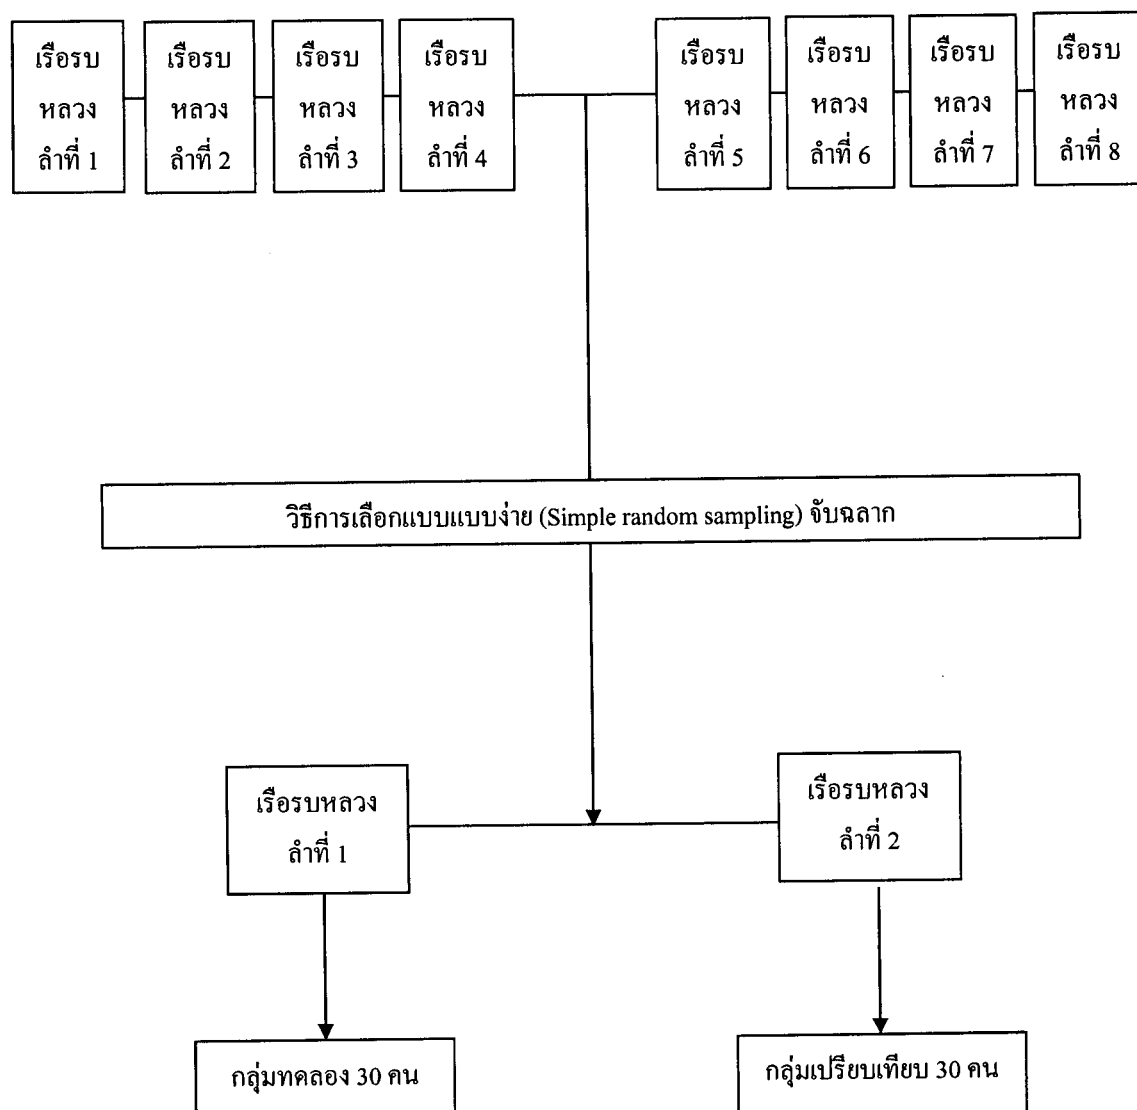 เรือรบ
หลวง
ลำที่ 1
เรือรบ
หลวง
ลำที่ 2
เรือรบ
หลวง
ลำที่ 3
เรือรบ
หลวง
ลำที่ 4
เรือรบ
หลวง
ลำที่ 5
เรือรบ
หลวง
ลำที่ 6
เรือรบ
หลวง
ลำที่ 7
เรือรบ
หลวง
ลำที่ 8
วิธีการเลือกแบบแบบง่าย (Simple random sampling) จับฉลาก
เรือรบหลวง
ลำที่ 1
เรือรบหลวง
ลำที่ 2
กลุ่มทดลอง 30 คน
กลุ่มเปรียบเทียบ 30 คน